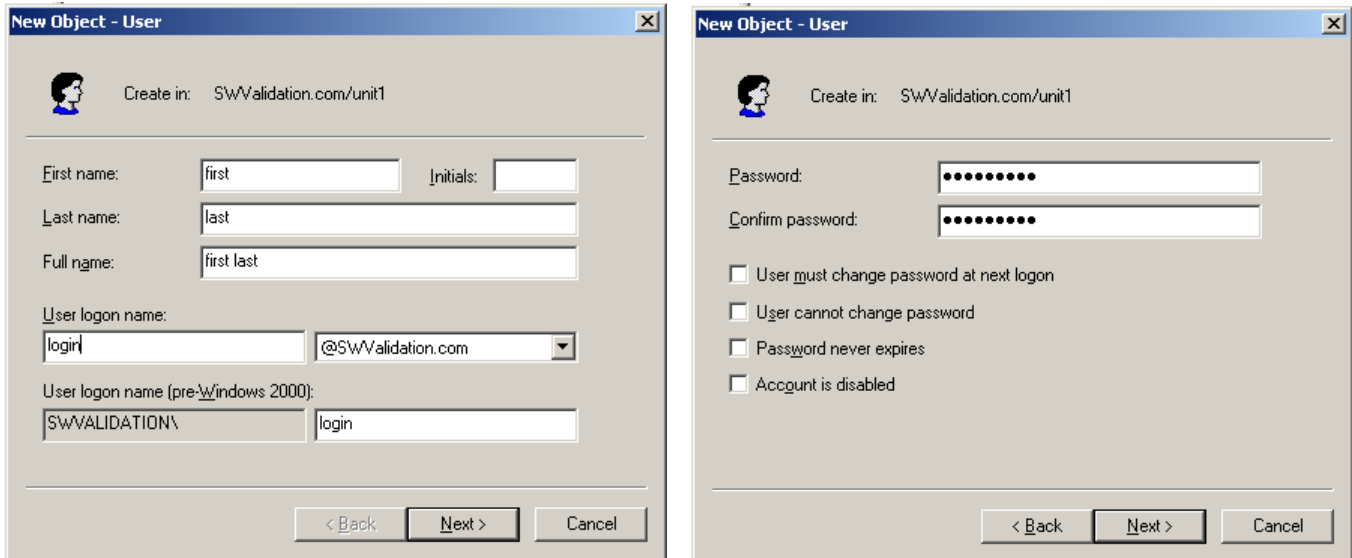 New Object - User
Create in: SWValidation.com/unit1
First name: first Initials:
Last name: last
Full name: first last
User logon name:
login @SWValidation.com
User logon name (pre-Windows 2000):
SWVALIDATION\ login
< Back Next > Cancel
New Object - User
Create in: SWValidation.com/unit1
Password: ●●●●●●●●●
Confirm password: ●●●●●●●●●
User must change password at next logon
User cannot change password
Password never expires
Account is disabled
< Back Next > Cancel